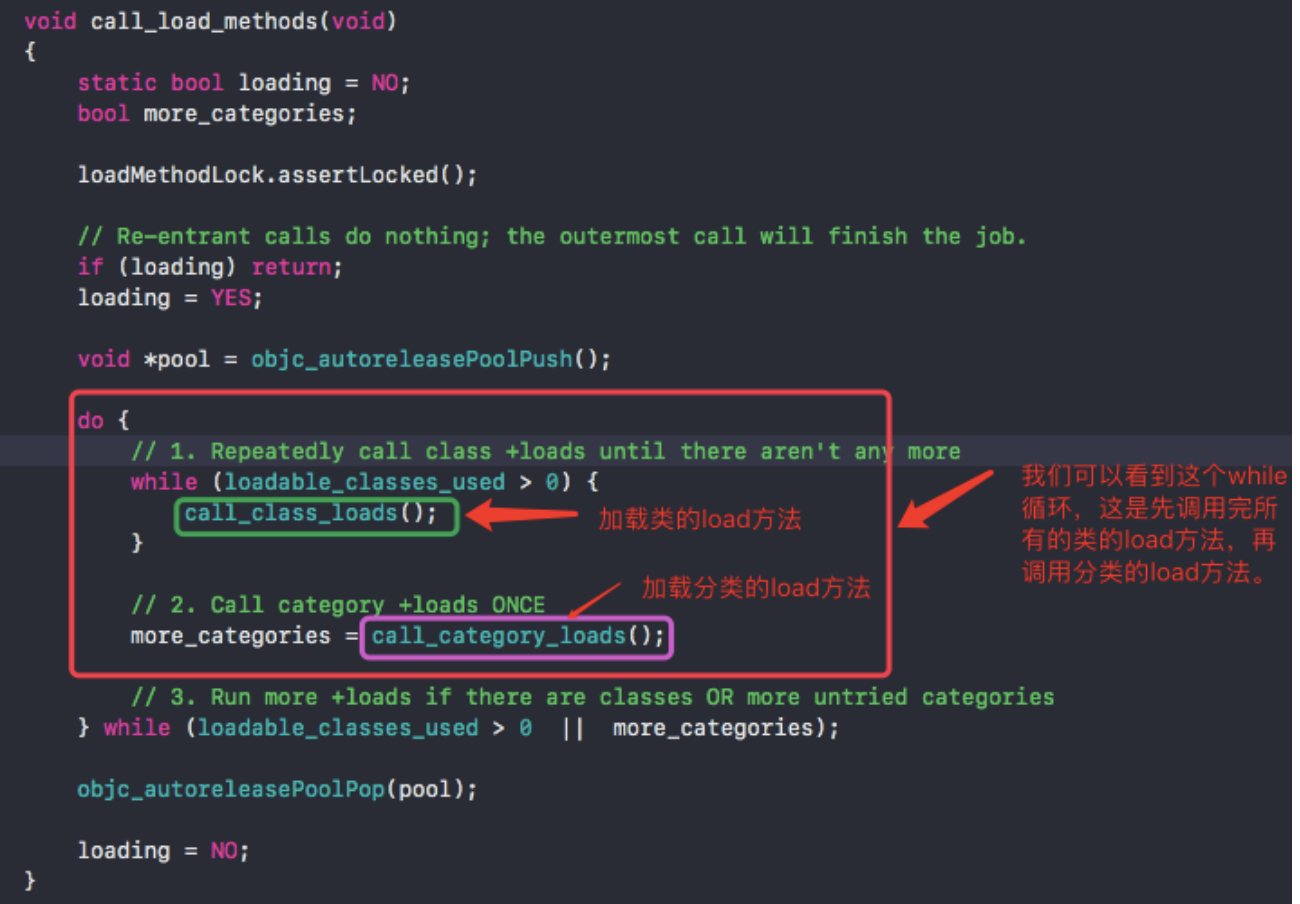 void call_load_methods(void)
{
static bool loading = NO;
bool more_categories;
loadMethodLock.assertLocked();
// Re-entrant calls do nothing; the outermost call will finish the job.
if (loading) return;
loading = YES;
void *pool = objc_autoreleasePoolPush();
do {
// 1. Repeatedly call class +loads until there aren't any more
while (loadable_classes_used > 0) {
call_class_loads();
加载类的load方法
}
我们可以看到这个while
循环，这是先调用完所
有的类的load方法，再
调用分类的load方法。
加载分类的load方法
// 2. Call category +loads ONCE
more_categories = call_category_loads();
// 3. Run more +loads if there are classes OR more untried categories
} while (loadable_classes_used > 0 || more_categories);
objc_autoreleasePoolPop(pool);
loading = NO;
}